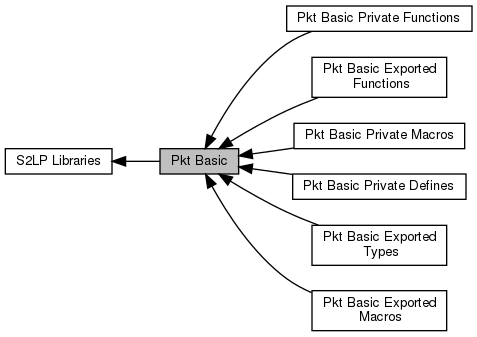 Pkt Basic Private Functions
Pkt Basic Exported
Functions
Pkt Basic Private Macros
S2LP Libraries
Pkt Basic
Pkt Basic Private Defines
Pkt Basic Exported
Types
Pkt Basic Exported
Macros